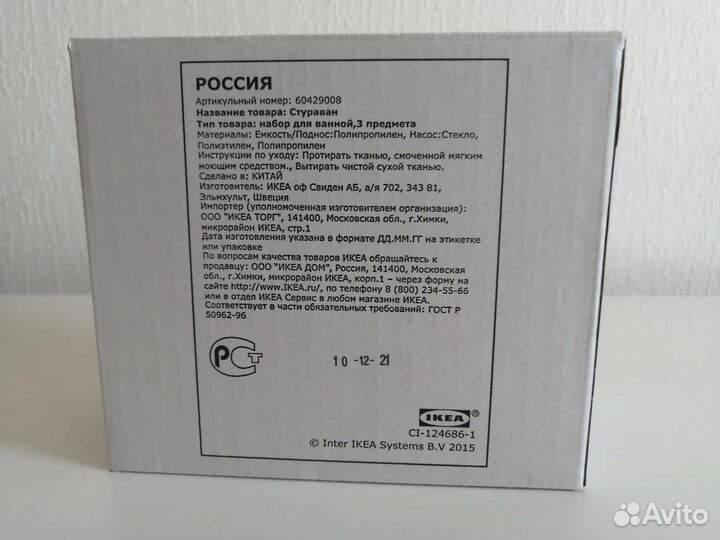 РОССИЯ
Артикульный номер: 60429008
Название товара: Стураван
Тип товара: набор для ванной,3 предмета
Материалы: Емкость/Поднос:Полипропилен, Насос:Стекло,
Полиэтилен, Полипропилен
Инструкции по уходу: Протирать тканью, смоченной мягким
моющим средством., Вытирать чистой сухой тканью.
Сделано в: КИТАЙ
Изготовитель: ИКЕА оф Свиден АБ, а/я 702, 343 81,
Эльмхульт, Швеция
Импортер (уполномоченная изготовителем организация):
ООО "ИКЕА ТОРГ", 141400, Московская обл., г.Химки,
микрорайон ИКЕА, стр.1
Дата изготовления указана в формате ДД.ММ.ГГ на этикетке
или упаковке
По вопросам качества товаров ИКЕА обращайтесь к
продавцу: ООО "ИКЕА ДОМ", Россия, 141400, Московская
обл., г.Химки, микрорайон ИКЕА, корп.1 – через форму на
сайте http://www.IKEA.ru/, по телефону 8 (800) 234-55-66
или в отдел ИКЕА Сервис в любом магазине ИКЕА.
Соответствует в части обязательных требований: ГОСТ Р
50962-96
РСТ
10-12-21
IKEA®
CI-124686-1
© Inter IKEA Systems B.V 2015
Avito